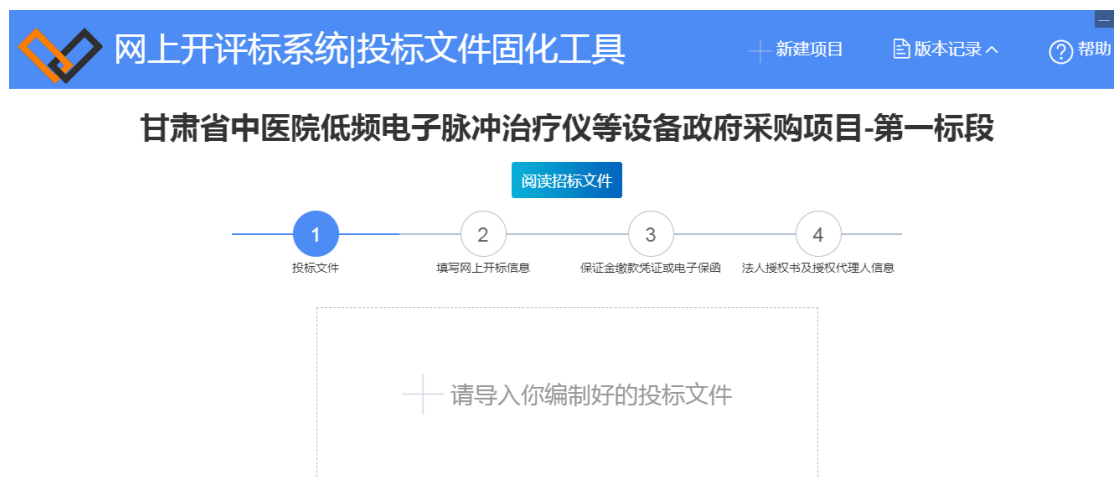 网上开评标系统|投标文件固化工具
新建项目
版本记录
帮助
甘肃省中医院低频电子脉冲治疗仪等设备政府采购项目-第一标段
阅读招标文件
1
2
3
4
投标文件
填写网上开标信息
保证金缴款凭证或电子保函
法人授权书及授权代理人信息
请导入你编制好的投标文件